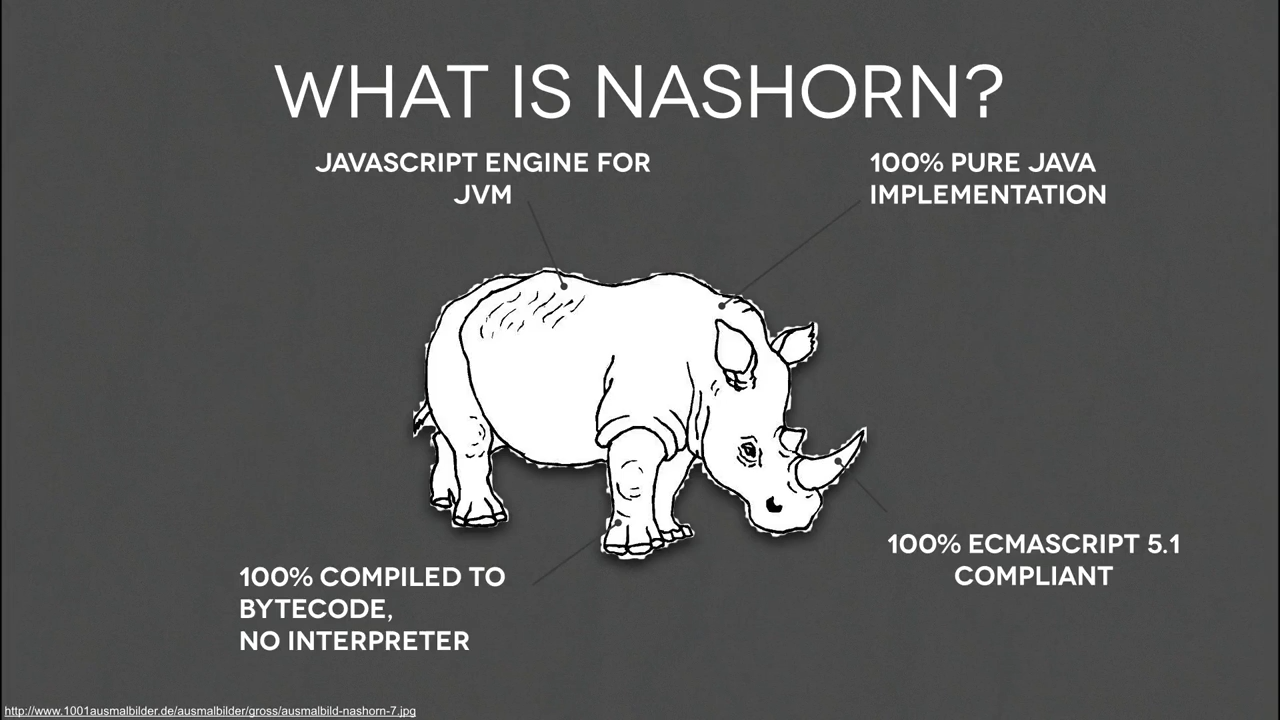 WHAT IS NASHORN?
JAVASCRIPT ENGINE FOR
JVM
100% PURE JAVA
IMPLEMENTATION
100% ECMASCRIPT 5.1
COMPLIANT
100% COMPILED TO
BYTECODE,
NO INTERPRETER
http://www.1001ausmalbilder.de/ausmalbilder/gross/ausmalbild-nashorn-7.jpg